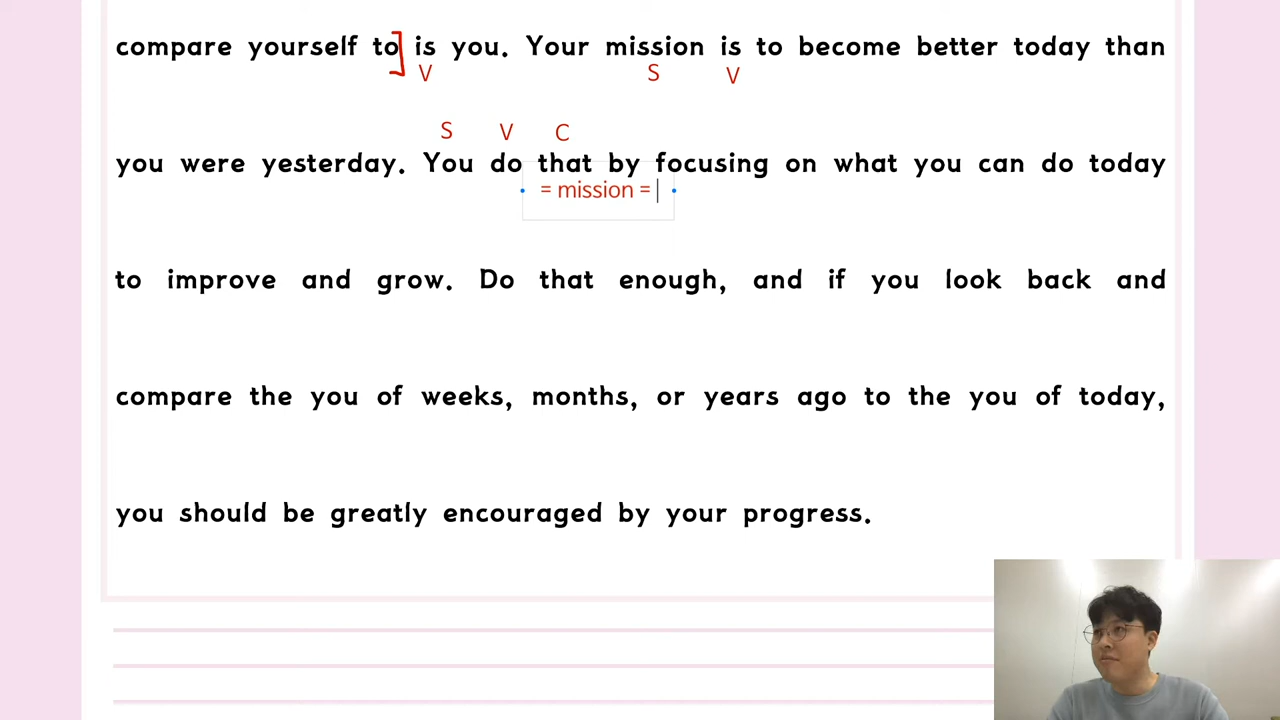 compare yourself to] is you. Your mission is to become better today than
V S V
S V C
you were yesterday. You do that by focusing on what you can do today
= mission =
to improve and grow. Do that enough, and if you look back and
compare the you of weeks, months, or years ago to the you of today,
you should be greatly encouraged by your progress.